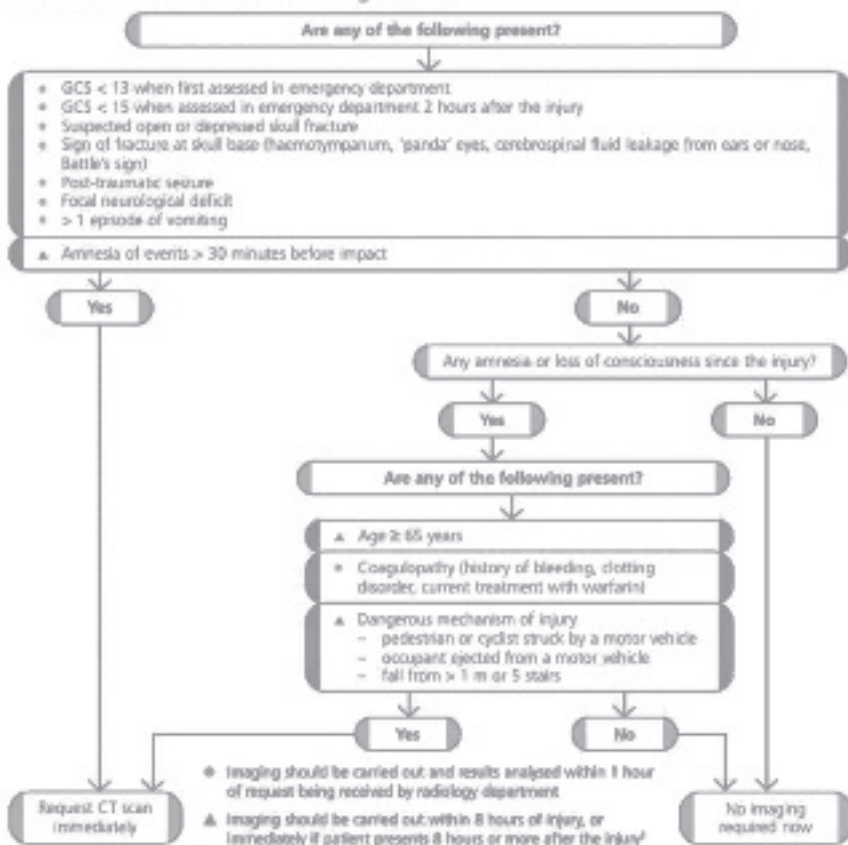 Are any of the following present?
• GCS < 13 when first assessed in emergency department
• GCS < 15 when assessed in emergency department 2 hours after the injury
• Suspected open or depressed skull fracture
• Sign of fracture at skull base (haemotympanum, 'panda' eyes, cerebrospinal fluid leakage from ears or nose,
Battle's sign)
• Post-traumatic seizure
• Focal neurological deficit
• > 1 episode of vomiting
▲ Amnesia of events > 30 minutes before impact
Yes
No
Any amnesia or loss of consciousness since the injury?
Yes
No
Are any of the following present?
▲ Age ≥ 65 years
• Coagulopathy (history of bleeding, clotting
disorder, current treatment with warfarin)
▲ Dangerous mechanism of injury
– pedestrian or cyclist struck by a motor vehicle
– occupant ejected from a motor vehicle
– fall from > 1 m or 5 stairs
Yes
No
• Imaging should be carried out and results analysed within 1 hour
of request being received by radiology department
▲ Imaging should be carried out within 8 hours of injury, or
immediately if patient presents 8 hours or more after the injury
Request CT scan
immediately
No imaging
required now